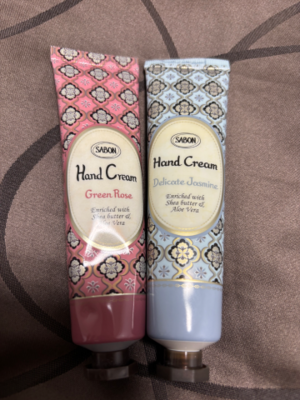 SABON
Hand Cream
Green Rose
Enriched with
Shea butter &
Aloe Vera
SABON
Hand Cream
Delicate Jasmine
Enriched with
Shea butter &
Aloe Vera